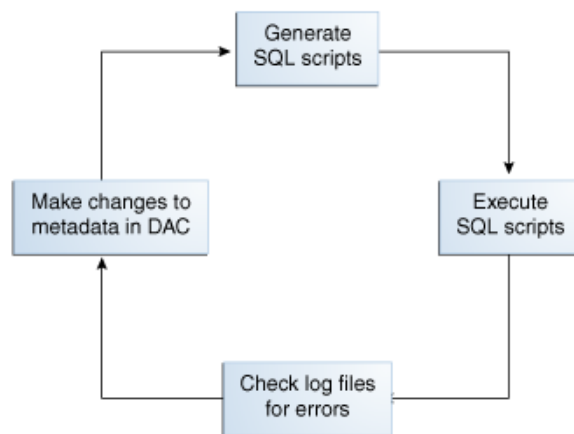 Generate
SQL scripts
Make changes to
metadata in DAC
Execute
SQL scripts
Check log files
for errors